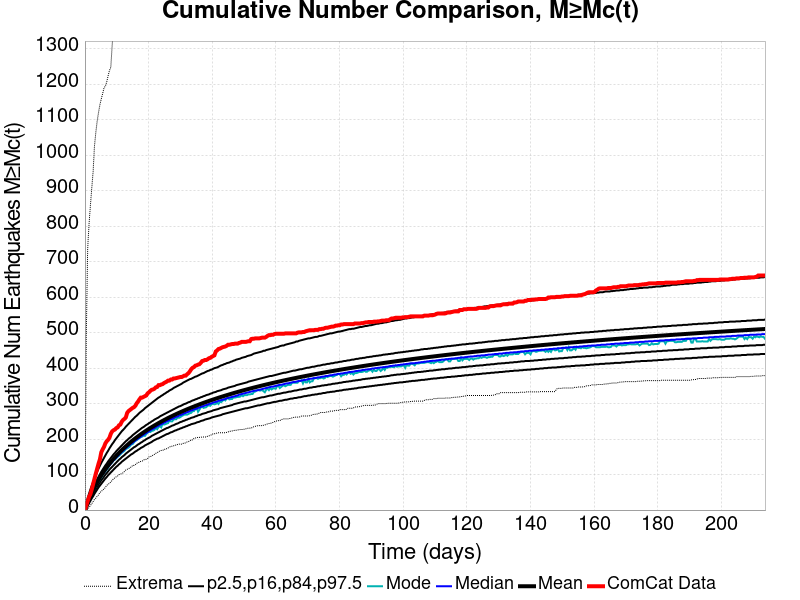 Cumulative Number Comparison, M≥Mc(t)
Cumulative Num Earthquakes M≥Mc(t)
1300
1200
1100
1000
900
800
700
600
500
400
300
200
100
0
0 20 40 60 80 100 120 140 160 180 200
Time (days)
Extrema p2.5,p16,p84,p97.5 Mode Median Mean ComCat Data